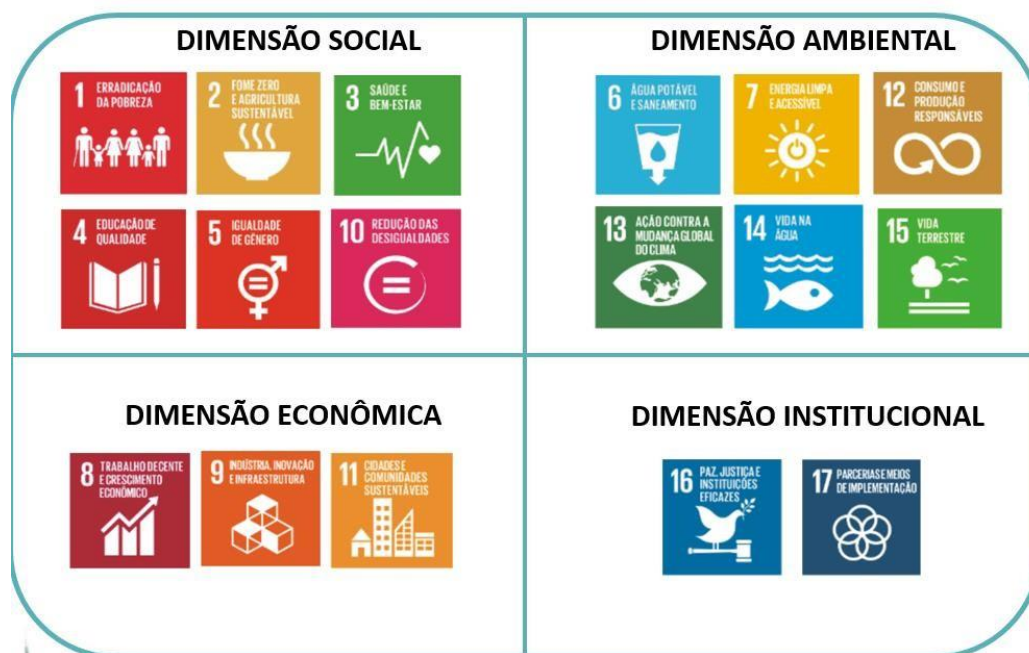 DIMENSÃO SOCIAL
1 ERRADICAÇÃO
DA POBREZA
2 FOME ZERO
E AGRICULTURA
SUSTENTÁVEL
3 SAÚDE E
BEM-ESTAR
4 EDUCAÇÃO DE
QUALIDADE
5 IGUALDADE
DE GÊNERO
10 REDUÇÃO DAS
DESIGUALDADES
DIMENSÃO AMBIENTAL
6 ÁGUA POTÁVEL
E SANEAMENTO
7 ENERGIA LIMPA
E ACESSÍVEL
12 CONSUMO E
PRODUÇÃO
RESPONSÁVEIS
13 AÇÃO CONTRA A
MUDANÇA GLOBAL
DO CLIMA
14 VIDA NA
ÁGUA
15 VIDA
TERRESTRE
DIMENSÃO ECONÔMICA
8 TRABALHO DECENTE
E CRESCIMENTO
ECONÔMICO
9 INDÚSTRIA, INOVAÇÃO
E INFRAESTRUTURA
11 CIDADES E
COMUNIDADES
SUSTENTÁVEIS
DIMENSÃO INSTITUCIONAL
16 PAZ, JUSTIÇA E
INSTITUIÇÕES
EFICAZES
17 PARCERIAS E MEIOS
DE IMPLEMENTAÇÃO